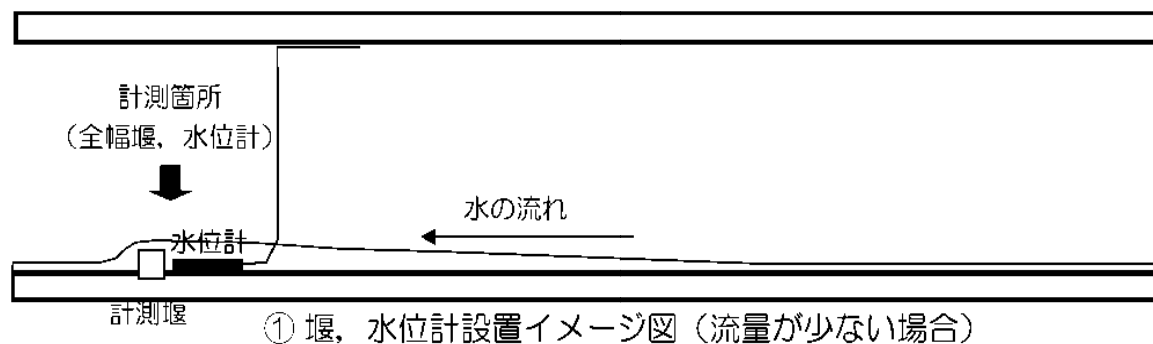 計測箇所
（全幅堰，水位計）
水の流れ
水位計
計測堰
① 堰，水位計設置イメージ図（流量が少ない場合）